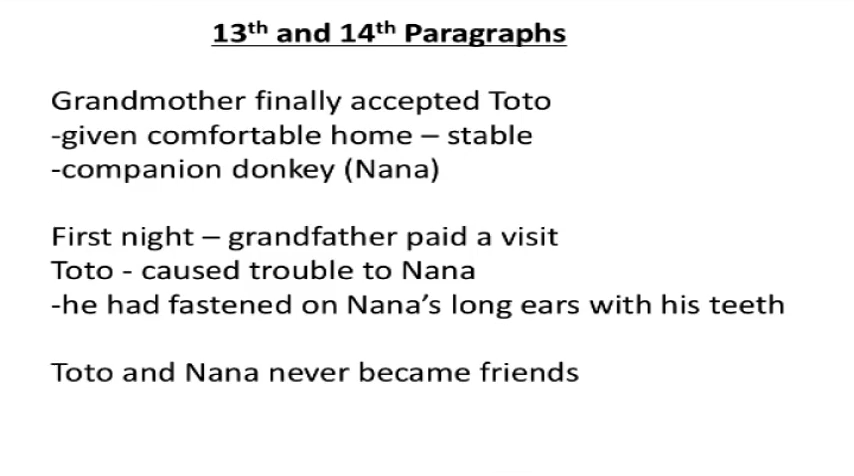 13th and 14th Paragraphs
Grandmother finally accepted Toto
-given comfortable home – stable
-companion donkey (Nana)
First night – grandfather paid a visit
Toto - caused trouble to Nana
-he had fastened on Nana’s long ears with his teeth
Toto and Nana never became friends